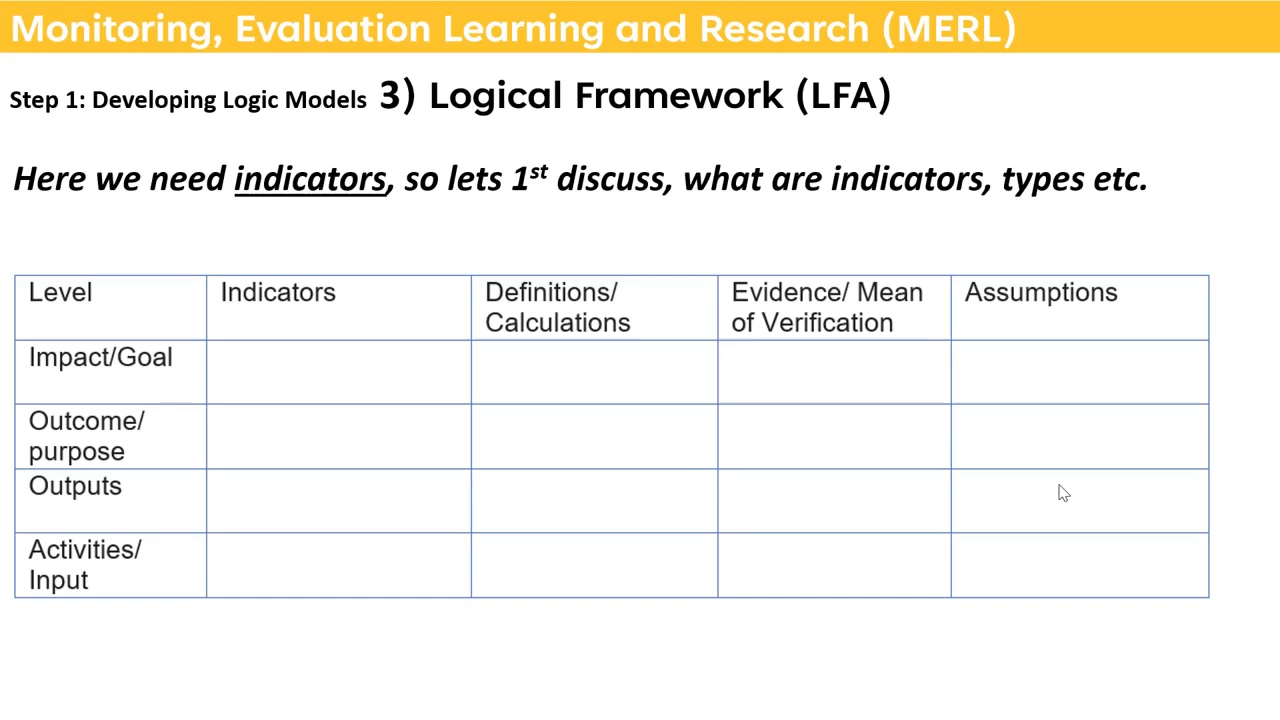 Monitoring, Evaluation Learning and Research (MERL)
Step 1: Developing Logic Models 3) Logical Framework (LFA)
Here we need indicators, so lets 1st discuss, what are indicators, types etc.
Level Indicators Definitions/ Evidence/ Mean Assumptions
Calculations of Verification
Impact/Goal
Outcome/
purpose
Outputs
Activities/
Input